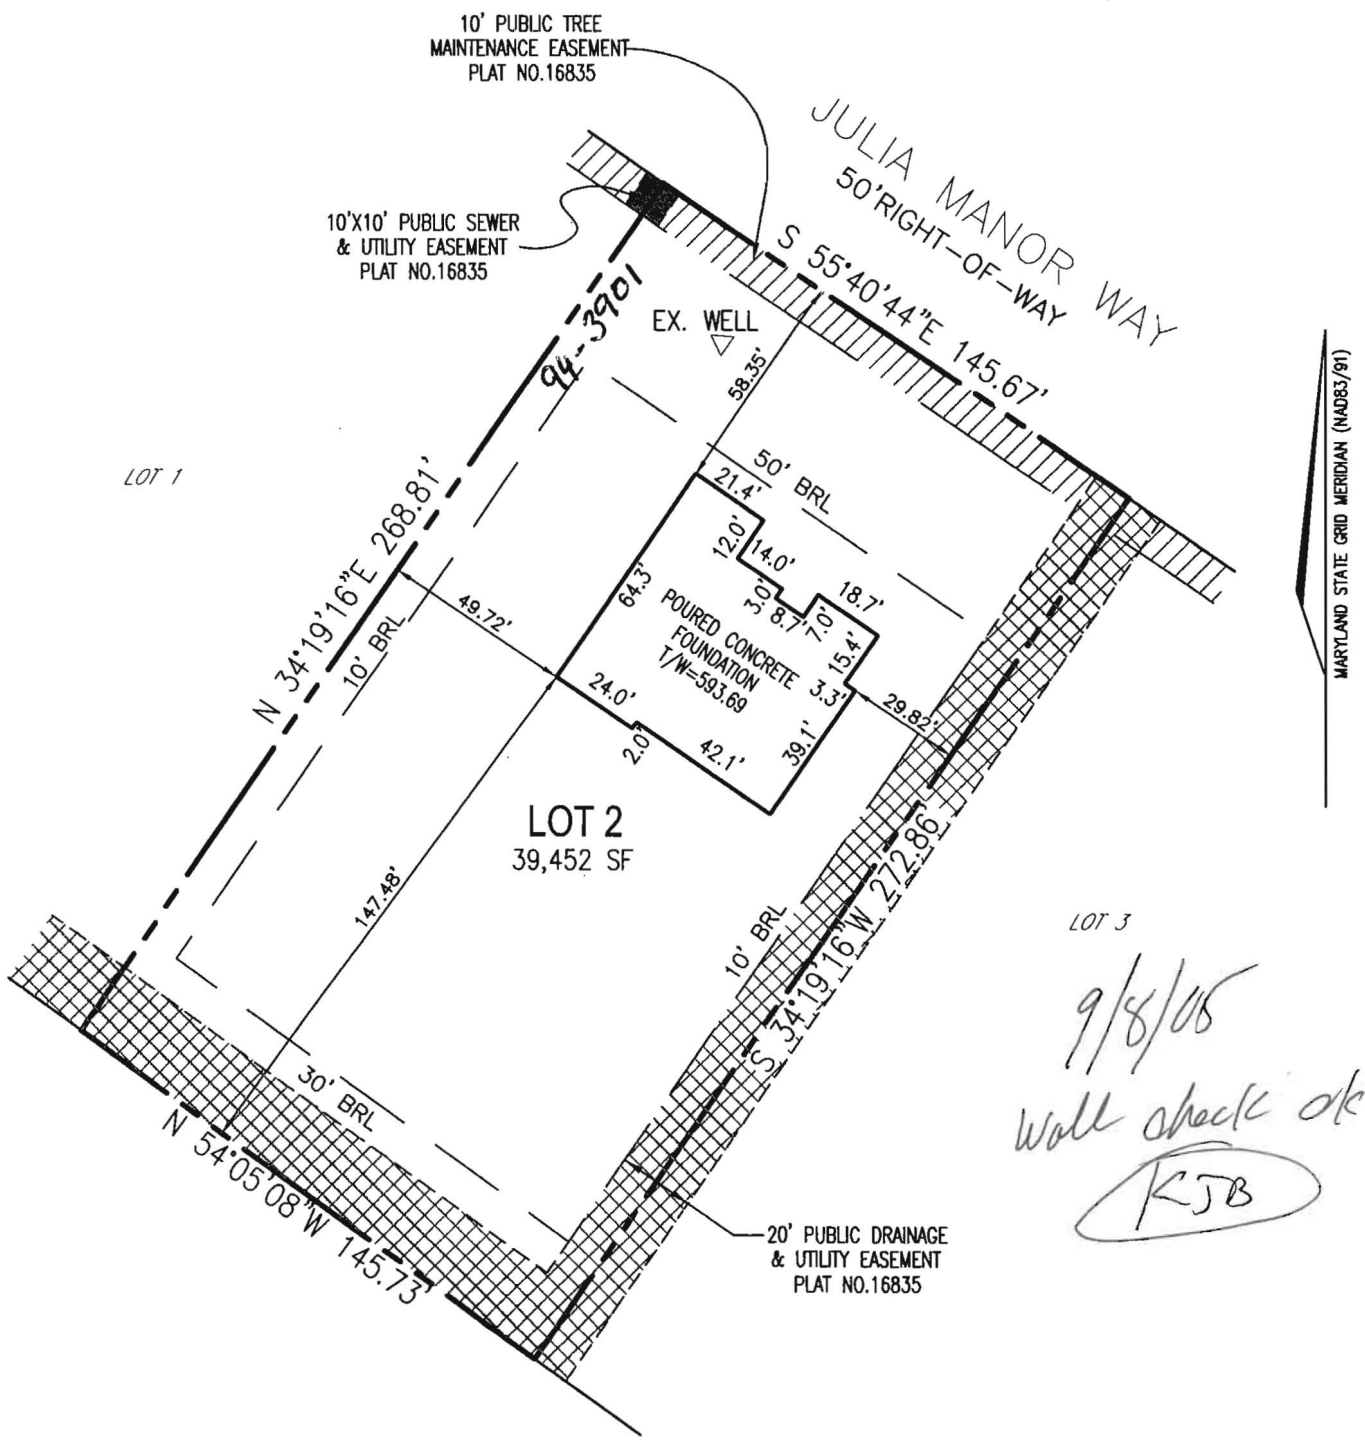 10' PUBLIC TREE
MAINTENANCE EASEMENT
PLAT NO.16835
JULIA MANOR WAY
50'RIGHT-OF-WAY
10'X10' PUBLIC SEWER
& UTILITY EASEMENT
PLAT NO.16835
S 55°40'44"E 145.67'
94-3901
EX. WELL
58.35'
MARYLAND STATE GRID MERIDIAN (NAD83/91)
LOT 1
N 34°19'16"E 268.81'
10' BRL
50' BRL
21.4'
12.0'
14.0'
3.0'
8.7'
7.0'
18.7'
15.4'
3.3'
64.3'
49.72'
POURED CONCRETE
FOUNDATION
T/W=593.69
29.82'
24.0'
2.0'
42.1'
39.1'
LOT 2
39,452 SF
147.48'
10' BRL
S 34°19'16"W 272.86'
LOT 3
9/8/05
Wall check ok
KJB
30' BRL
N 54°05'08"W 145.73'
20' PUBLIC DRAINAGE
& UTILITY EASEMENT
PLAT NO.16835